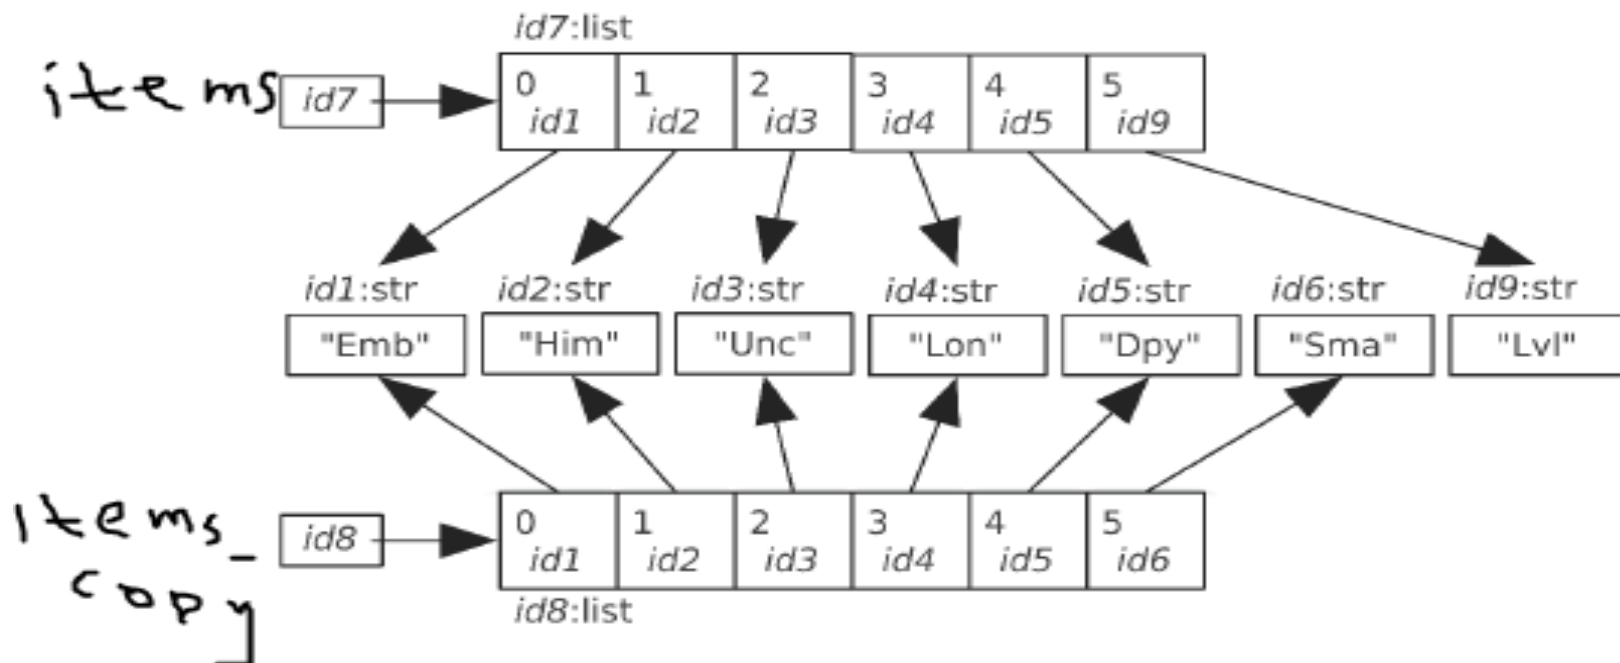 id7:list
items id7 0 1 2 3 4 5
id1 id2 id3 id4 id5 id9
id1:str id2:str id3:str id4:str id5:str id6:str id9:str
"Emb" "Him" "Unc" "Lon" "Dpy" "Sma" "Lvl"
items_ id8 0 1 2 3 4 5
copy id1 id2 id3 id4 id5 id6
id8:list